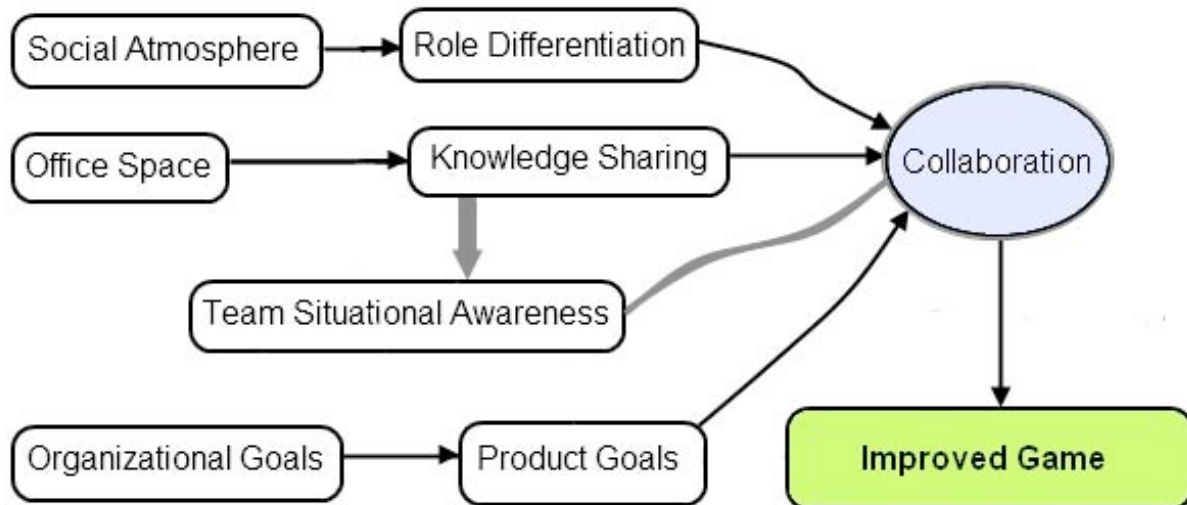 Social Atmosphere
Role Differentiation
Office Space
Knowledge Sharing
Collaboration
Team Situational Awareness
Organizational Goals
Product Goals
Improved Game